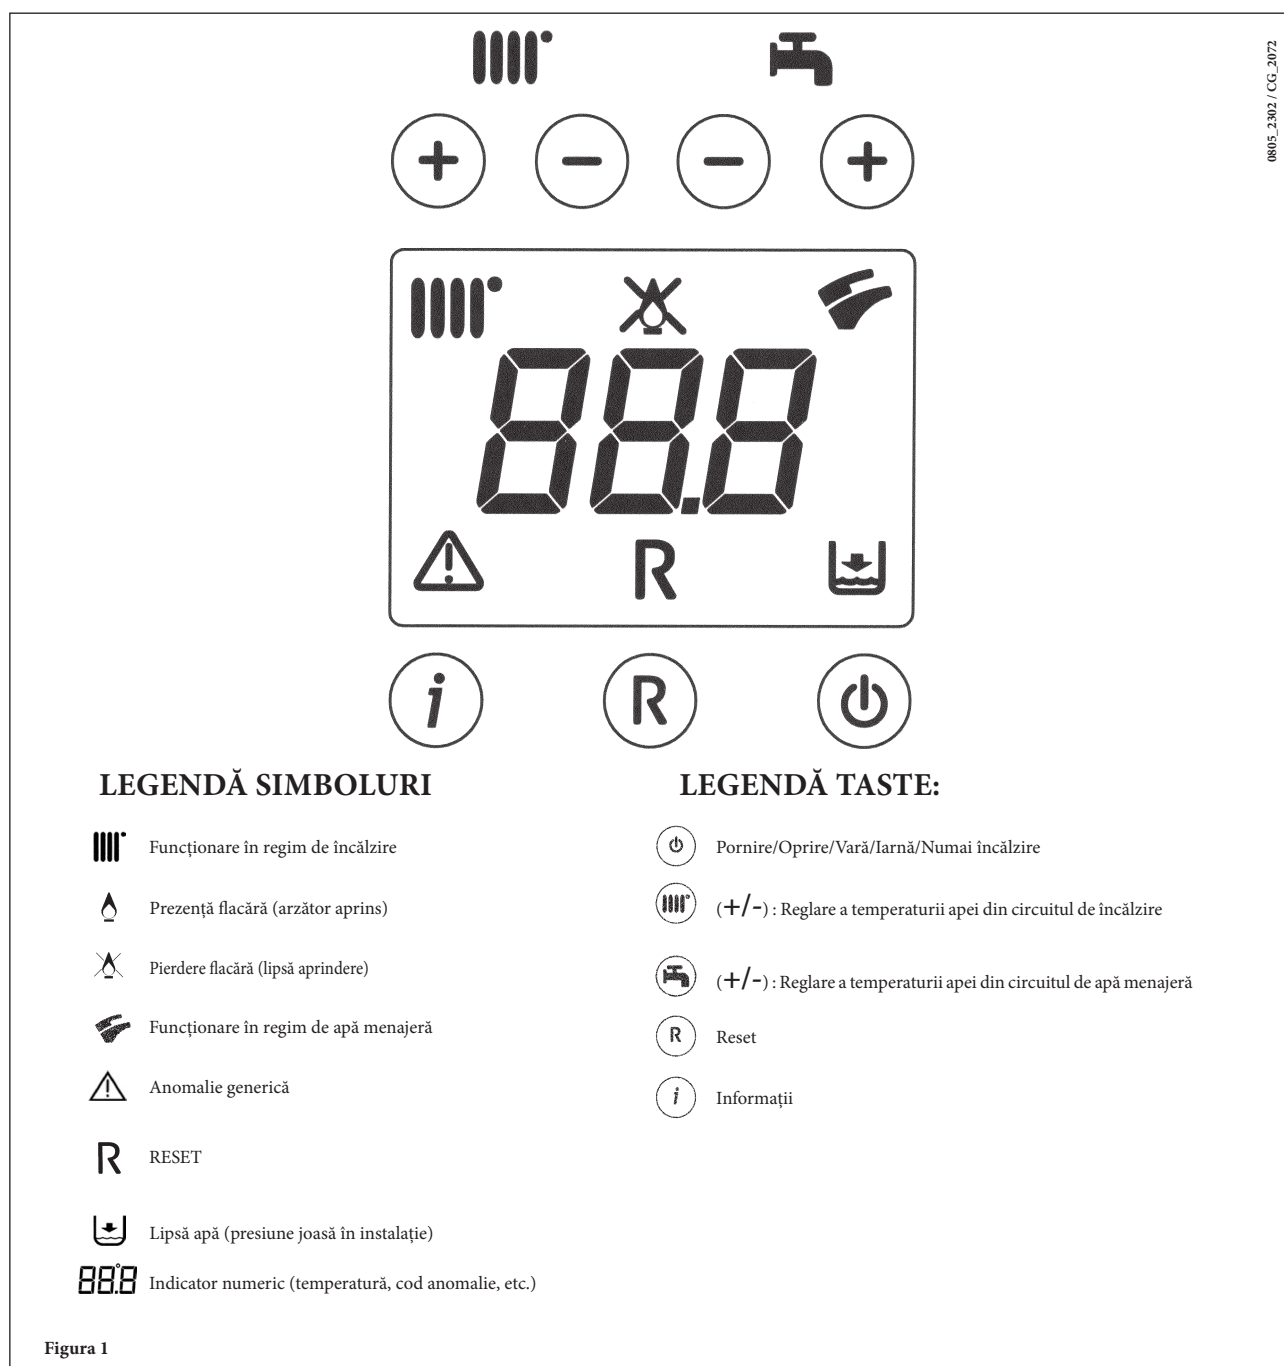 0805_2302 / CG_2072
+ - - +
88.8
R
i R
LEGENDĂ SIMBOLURI
Funcționare în regim de încălzire
Prezență flacără (arzător aprins)
Pierdere flacără (lipsă aprindere)
Funcționare în regim de apă menajeră
Anomalie generică
R RESET
Lipsă apă (presiune joasă în instalație)
88.8 Indicator numeric (temperatură, cod anomalie, etc.)
LEGENDĂ TASTE:
Pornire/Oprire/Vară/Iarnă/Numai încălzire
(+/-) : Reglare a temperaturii apei din circuitul de încălzire
(+/-) : Reglare a temperaturii apei din circuitul de apă menajeră
R Reset
i Informații
Figura 1